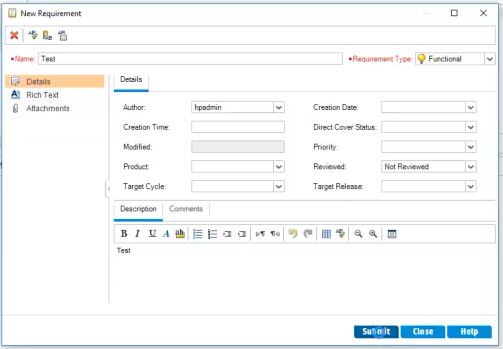 New Requirement
Name: Test
Requirement Type: Functional
Details
Rich Text
Attachments
Details
Author: hpadmin
Creation Date:
Creation Time:
Direct Cover Status:
Modified:
Priority:
Product:
Reviewed: Not Reviewed
Target Cycle:
Target Release:
Description
Comments
B I U A ab
Test
Submit
Close
Help